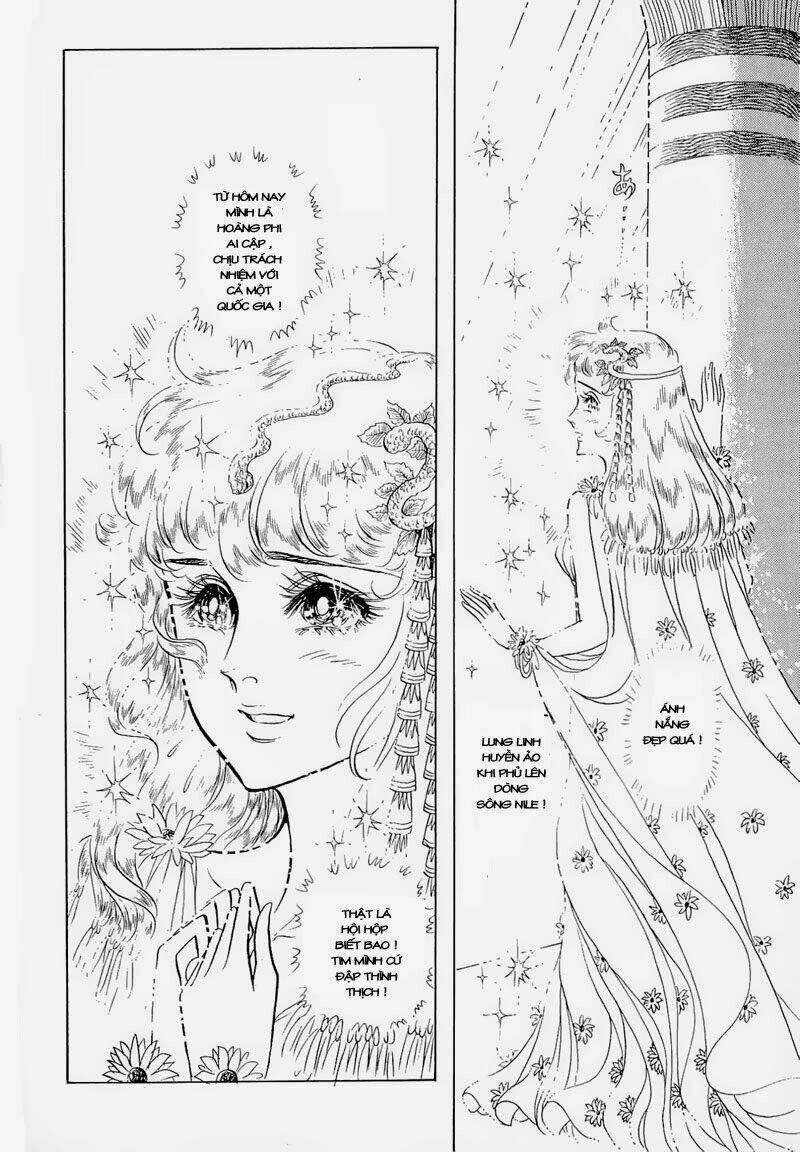 あ...
ÁNH
NẮNG
ĐẸP QUÁ !
LUNG LINH
HUYỀN ẢO
KHI PHỦ LÊN
DÒNG
SÔNG NILE !
TỪ HÔM NAY
MÌNH LÀ
HOÀNG PHI
AI CẬP ,
CHỊU TRÁCH
NHIỆM VỚI
CẢ MỘT
QUỐC GIA !
THẬT LÀ
HỒI HỘP
BIẾT BAO !
TIM MÌNH CỨ
ĐẬP THÌNH
THỊCH !